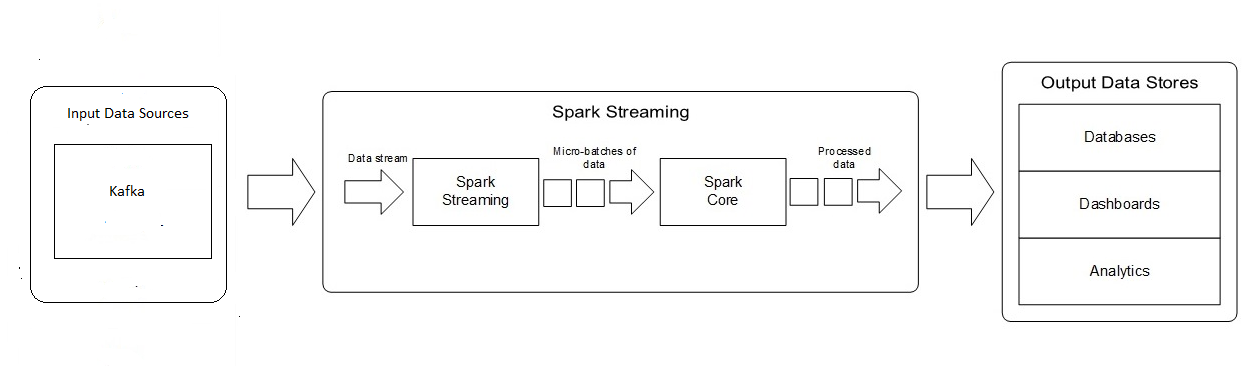 Input Data Sources
Kafka
Spark Streaming
Data stream
Spark
Streaming
Micro-batches of
data
Spark
Core
Processed
data
Output Data Stores
Databases
Dashboards
Analytics